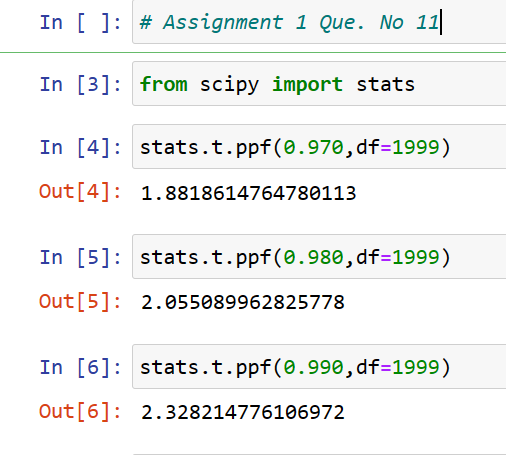 In [ ]: # Assignment 1 Que. No 11
In [3]: from scipy import stats
In [4]: stats.t.ppf(0.970,df=1999)
Out[4]: 1.8818614764780113
In [5]: stats.t.ppf(0.980,df=1999)
Out[5]: 2.055089962825778
In [6]: stats.t.ppf(0.990,df=1999)
Out[6]: 2.328214776106972